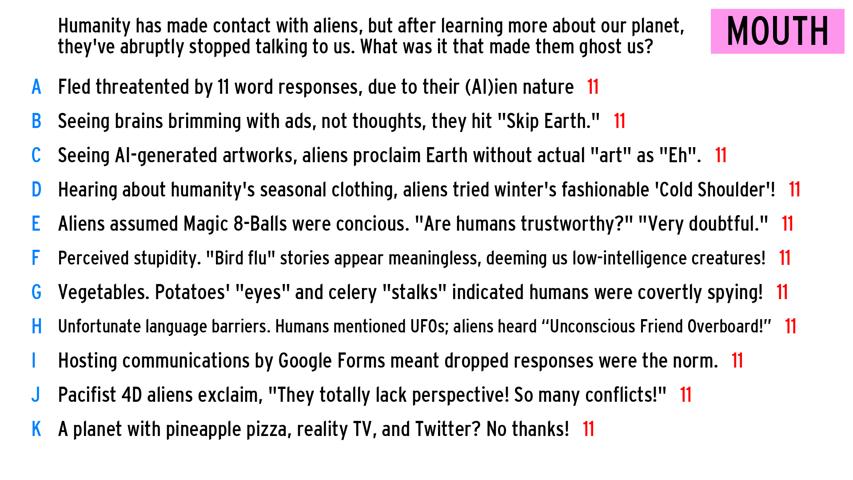 Humanity has made contact with aliens, but after learning more about our planet,
they've abruptly stopped talking to us. What was it that made them ghost us?
MOUTH
A Fled threatented by 11 word responses, due to their (AI)ien nature 11
B Seeing brains brimming with ads, not thoughts, they hit "Skip Earth." 11
C Seeing AI-generated artworks, aliens proclaim Earth without actual "art" as "Eh". 11
D Hearing about humanity's seasonal clothing, aliens tried winter's fashionable 'Cold Shoulder'! 11
E Aliens assumed Magic 8-Balls were concious. "Are humans trustworthy?" "Very doubtful." 11
F Perceived stupidity. "Bird flu" stories appear meaningless, deeming us low-intelligence creatures! 11
G Vegetables. Potatoes' "eyes" and celery "stalks" indicated humans were covertly spying! 11
H Unfortunate language barriers. Humans mentioned UFOs; aliens heard “Unconscious Friend Overboard!” 11
I Hosting communications by Google Forms meant dropped responses were the norm. 11
J Pacifist 4D aliens exclaim, "They totally lack perspective! So many conflicts!" 11
K A planet with pineapple pizza, reality TV, and Twitter? No thanks! 11